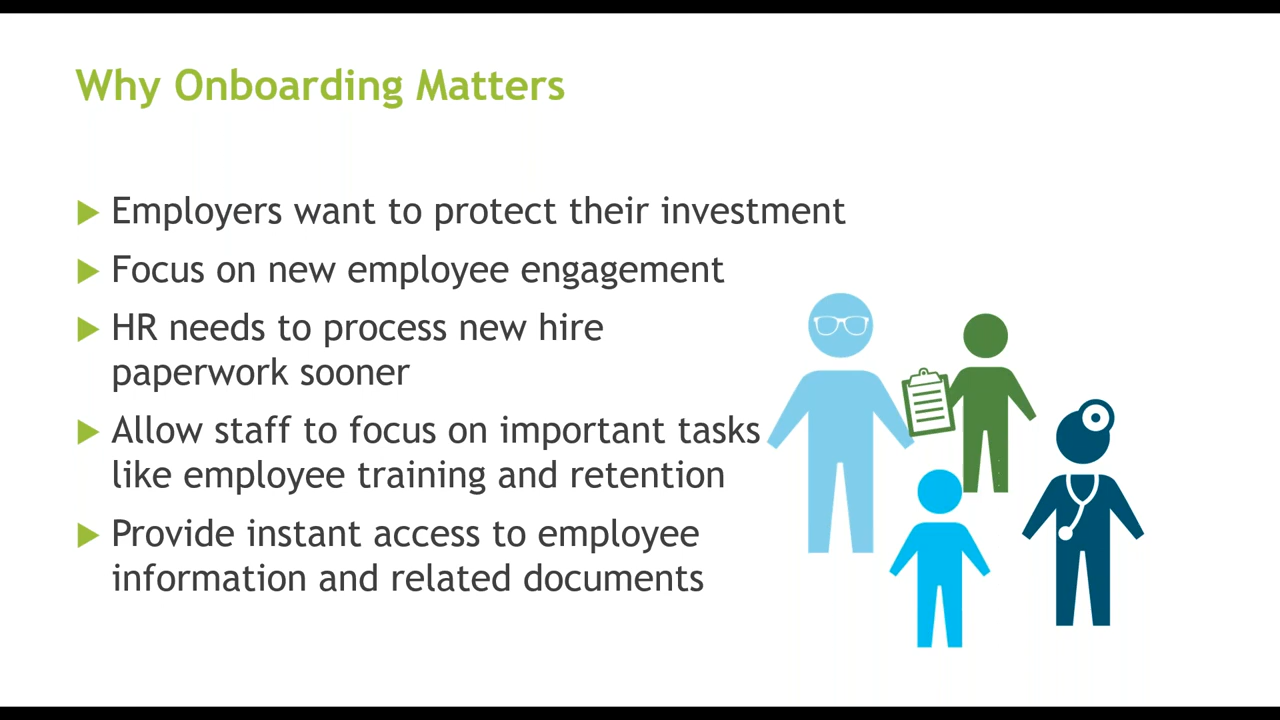 Why Onboarding Matters
Employers want to protect their investment
Focus on new employee engagement
HR needs to process new hire
paperwork sooner
Allow staff to focus on important tasks
like employee training and retention
Provide instant access to employee
information and related documents